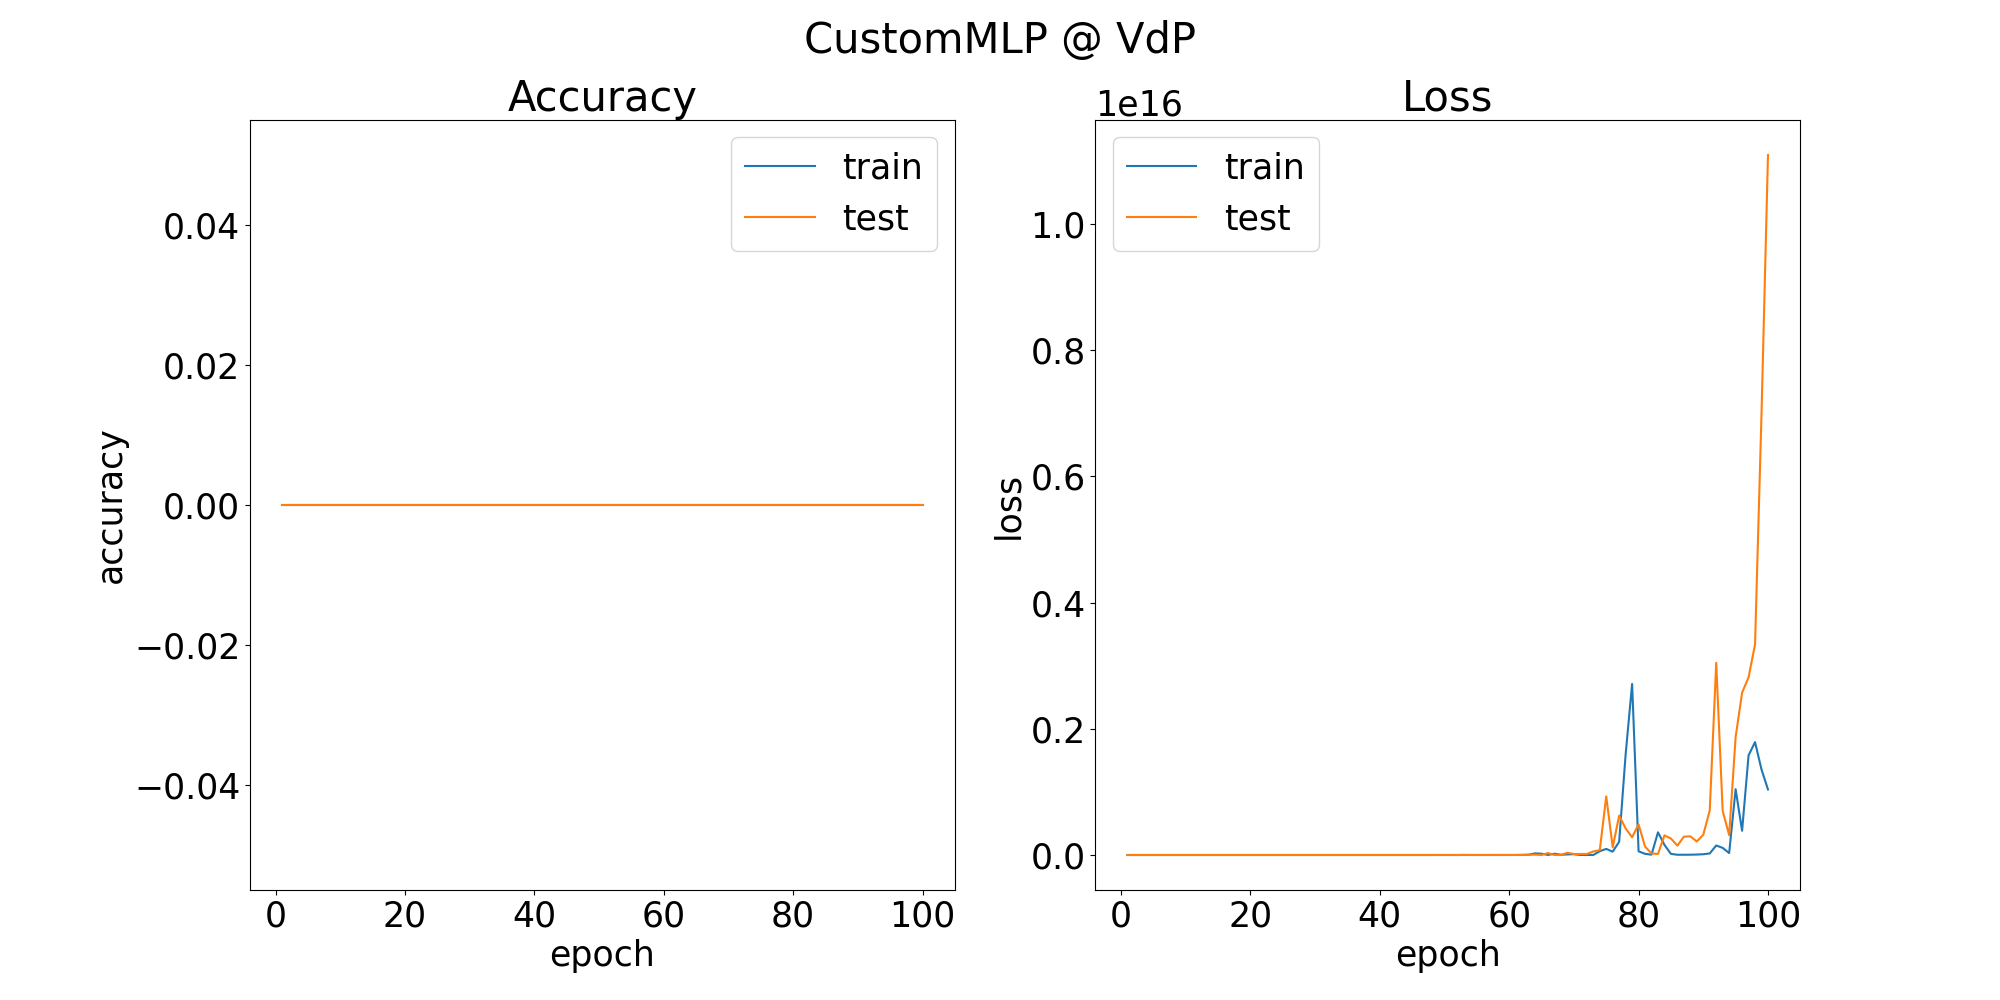 CustomMLP @ VdP
Accuracy
train
test
0.04
0.02
0.00
−0.02
−0.04
accuracy
0 20 40 60 80 100
epoch
Loss
1e16
train
test
1.0
0.8
0.6
0.4
0.2
0.0
loss
0 20 40 60 80 100
epoch